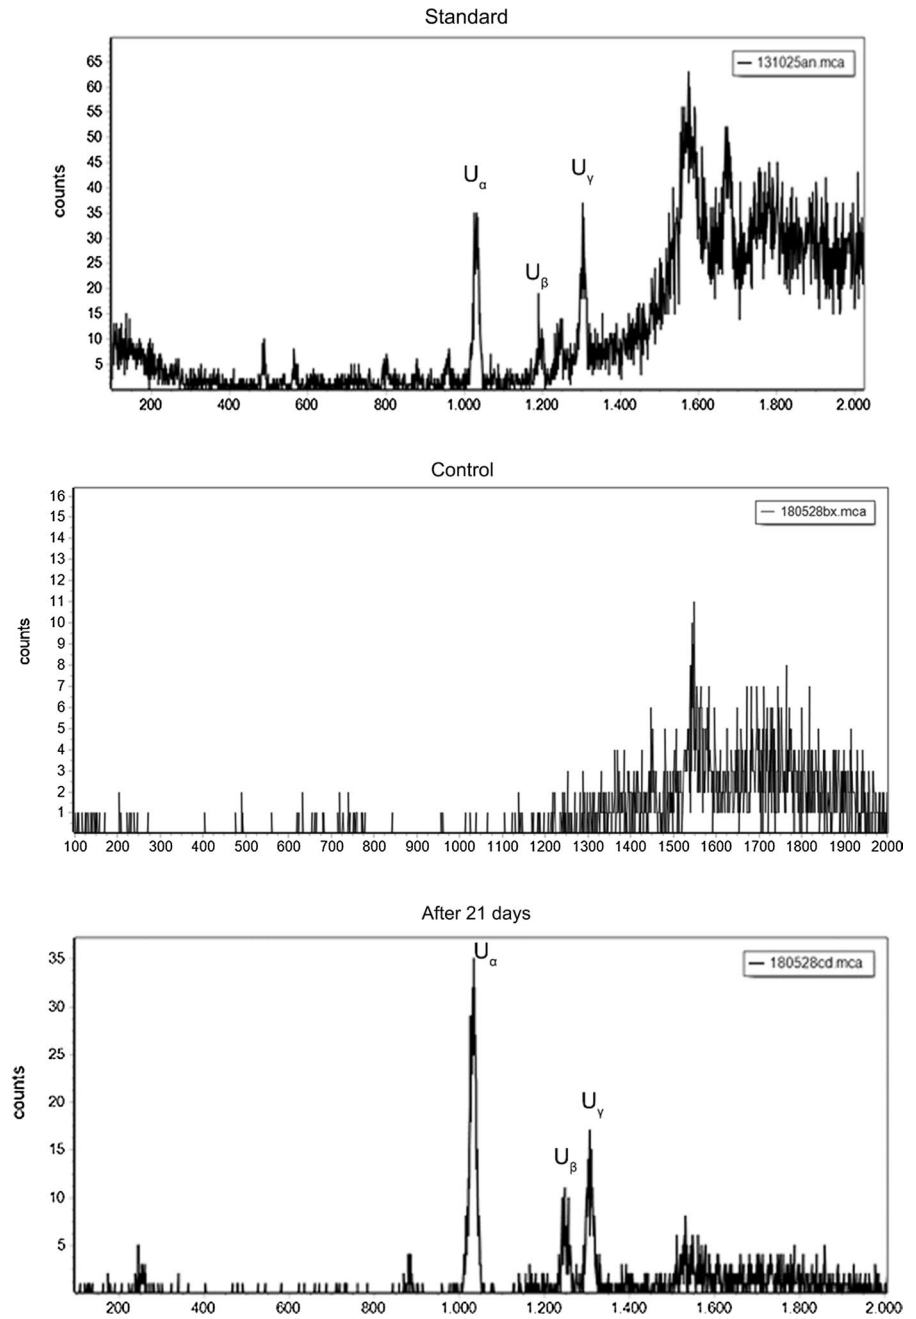 Standard
65
60
55
50
45
40
35
30
25
20
15
10
5
counts
131025an.mca
Uα
Uβ
Uγ
200 400 600 800 1.000 1.200 1.400 1.600 1.800 2.000
Control
16
15
14
13
12
11
10
9
8
7
6
5
4
3
2
1
counts
180528bx.mca
100 200 300 400 500 600 700 800 900 1000 1100 1200 1300 1400 1500 1600 1700 1800 1900 2000
After 21 days
35
30
25
20
15
10
5
counts
180528cd.mca
Uα
Uβ
Uγ
200 400 600 800 1.000 1.200 1.400 1.600 1.800 2.000